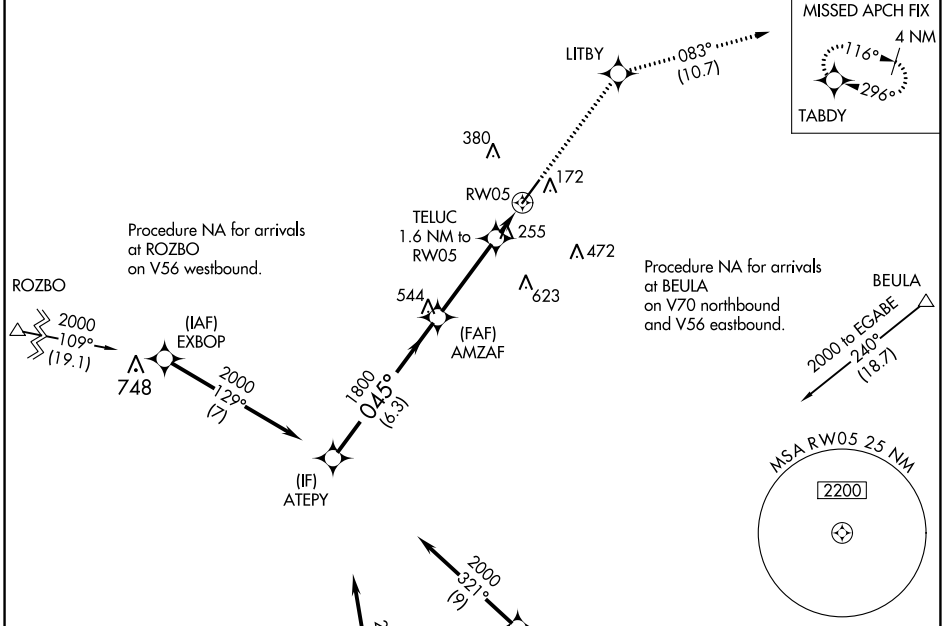 MISSED APCH FIX
4 NM
116°
296°
TABDY
LITBY
083°
(10.7)
380
172
RW05
TELUC
1.6 NM to
RW05
255
472
623
544
(FAF)
AMZAF
Procedure NA for arrivals
at ROZBO
on V56 westbound.
Procedure NA for arrivals
at BEULA
on V70 northbound
and V56 eastbound.
ROZBO
2000
109°
(19.1)
(IAF)
EXBOP
748
2000
129°
(7)
1800
045°
(6.3)
(IF)
ATEPY
BEULA
2000 to EGABE
240°
(18.7)
MSA RW05 25 NM
2200
2000
321°
(9)